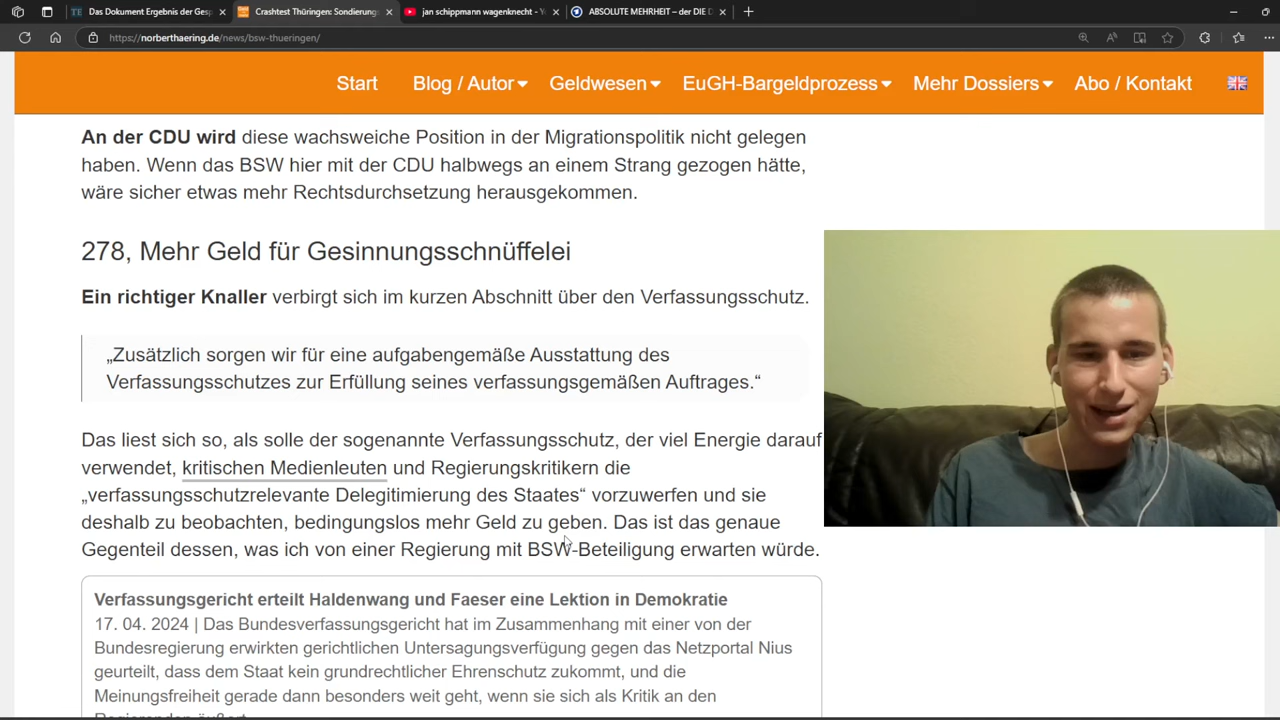 Das Dokument Ergebnis der Gesp
Crashtest Thüringen: Sondierung
jan schippmann wagenknecht - Y
ABSOLUTE MEHRHEIT – der DIE D
https://norberthaering.de/news/bsw-thueringen/
Start Blog / Autor Geldwesen EuGH-Bargeldprozess Mehr Dossiers Abo / Kontakt
An der CDU wird diese wachsweiche Position in der Migrationspolitik nicht gelegen
haben. Wenn das BSW hier mit der CDU halbwegs an einem Strang gezogen hätte,
wäre sicher etwas mehr Rechtsdurchsetzung herausgekommen.
278, Mehr Geld für Gesinnungsschnüffelei
Ein richtiger Knaller verbirgt sich im kurzen Abschnitt über den Verfassungsschutz.
„Zusätzlich sorgen wir für eine aufgabengemäße Ausstattung des
Verfassungsschutzes zur Erfüllung seines verfassungsgemäßen Auftrages.“
Das liest sich so, als solle der sogenannte Verfassungsschutz, der viel Energie darauf
verwendet, kritischen Medienleuten und Regierungskritikern die
„verfassungsschutzrelevante Delegitimierung des Staates“ vorzuwerfen und sie
deshalb zu beobachten, bedingungslos mehr Geld zu geben. Das ist das genaue
Gegenteil dessen, was ich von einer Regierung mit BSW-Beteiligung erwarten würde.
Verfassungsgericht erteilt Haldenwang und Faeser eine Lektion in Demokratie
17. 04. 2024 | Das Bundesverfassungsgericht hat im Zusammenhang mit einer von der
Bundesregierung erwirkten gerichtlichen Untersagungsverfügung gegen das Netzportal Nius
geurteilt, dass dem Staat kein grundrechtlicher Ehrenschutz zukommt, und die
Meinungsfreiheit gerade dann besonders weit geht, wenn sie sich als Kritik an den
Regierenden äußert